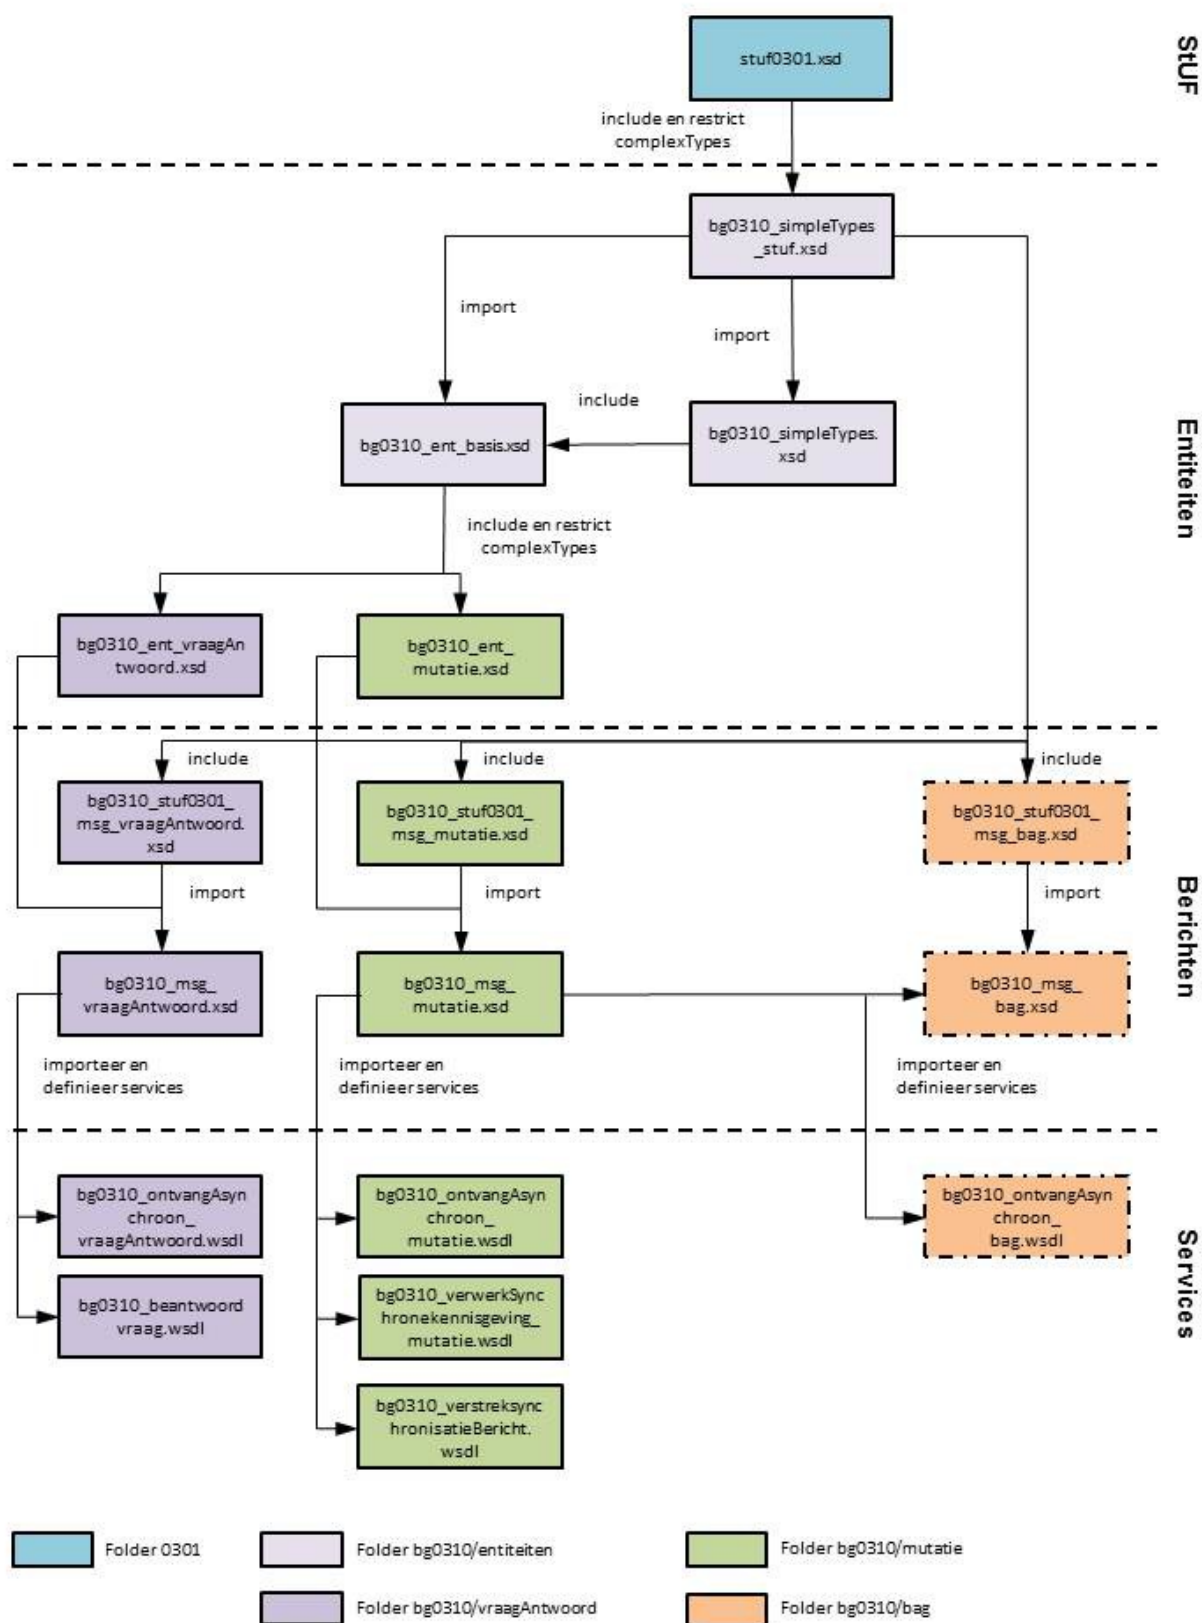 stuf0301.xsd
StUF
include en restrict
complexTypes
bg0310_simpleTypes
_stuf.xsd
import
import
include
bg0310_ent_basis.xsd
bg0310_simpleTypes.
xsd
Entiteiten
include en restrict
complexTypes
bg0310_ent_vraagAn
twoord.xsd
bg0310_ent_
mutatie.xsd
include
include
include
bg0310_stuf0301_
msg_vraagAntwoord.
xsd
bg0310_stuf0301_
msg_mutatie.xsd
bg0310_stuf0301_
msg_bag.xsd
import
import
import
Berichten
bg0310_msg_
vraagAntwoord.xsd
bg0310_msg_
mutatie.xsd
bg0310_msg_
bag.xsd
importeer en
definieer services
importeer en
definieer services
importeer en
definieer services
bg0310_ontvangAsyn
chroon_
vraagAntwoord.wsdl
bg0310_ontvangAsyn
chroon_
mutatie.wsdl
bg0310_ontvangAsyn
chroon_
bag.wsdl
Services
bg0310_beantwoord
vraag.wsdl
bg0310_verwerkSync
hronekennisgeving_
mutatie.wsdl
bg0310_verstreksync
hronisatieBericht.
wsdl
Folder 0301
Folder bg0310/entiteiten
Folder bg0310/mutatie
Folder bg0310/vraagAntwoord
Folder bg0310/bag